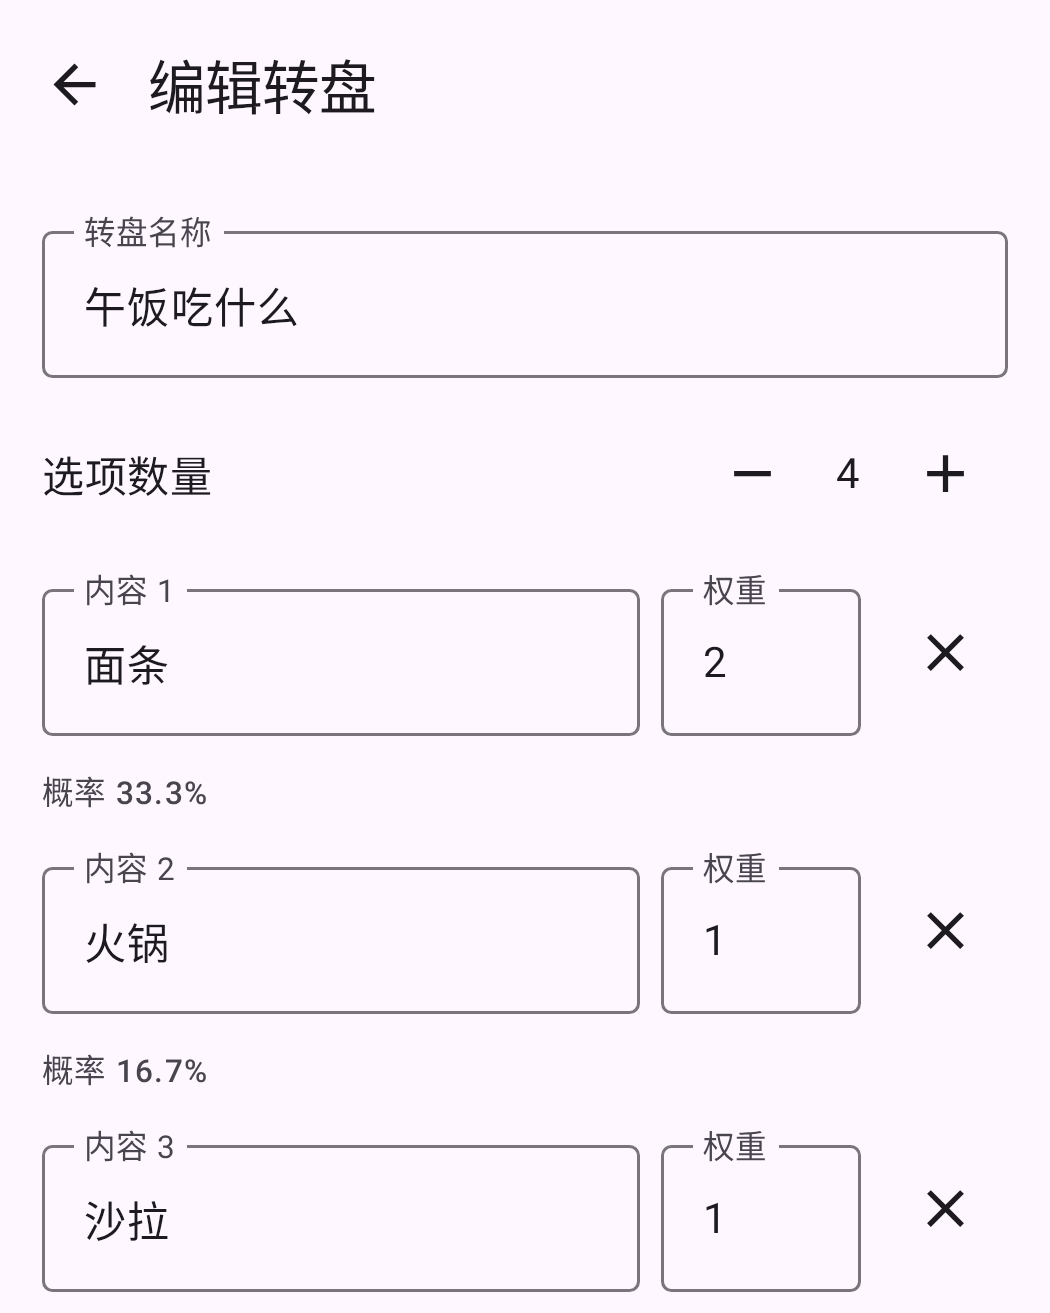 编辑转盘
转盘名称
午饭吃什么
选项数量 4
内容 1 权重
面条 2
概率 33.3%
内容 2 权重
火锅 1
概率 16.7%
内容 3 权重
沙拉 1